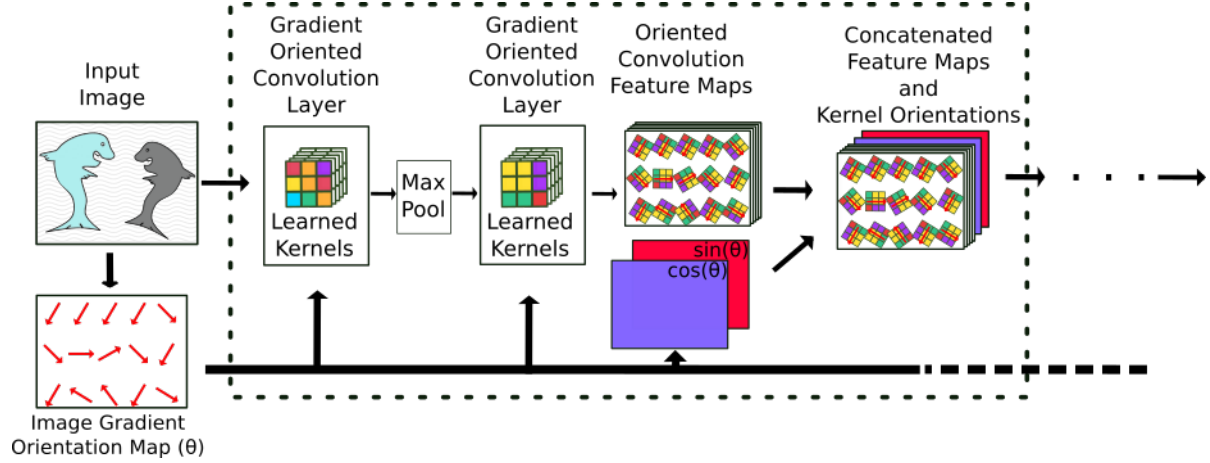 Input
Image
Gradient
Oriented
Convolution
Layer
Learned
Kernels
Max
Pool
Gradient
Oriented
Convolution
Layer
Learned
Kernels
Oriented
Convolution
Feature Maps
sin(θ)
cos(θ)
Concatenated
Feature Maps
and
Kernel Orientations
Image Gradient
Orientation Map (θ)